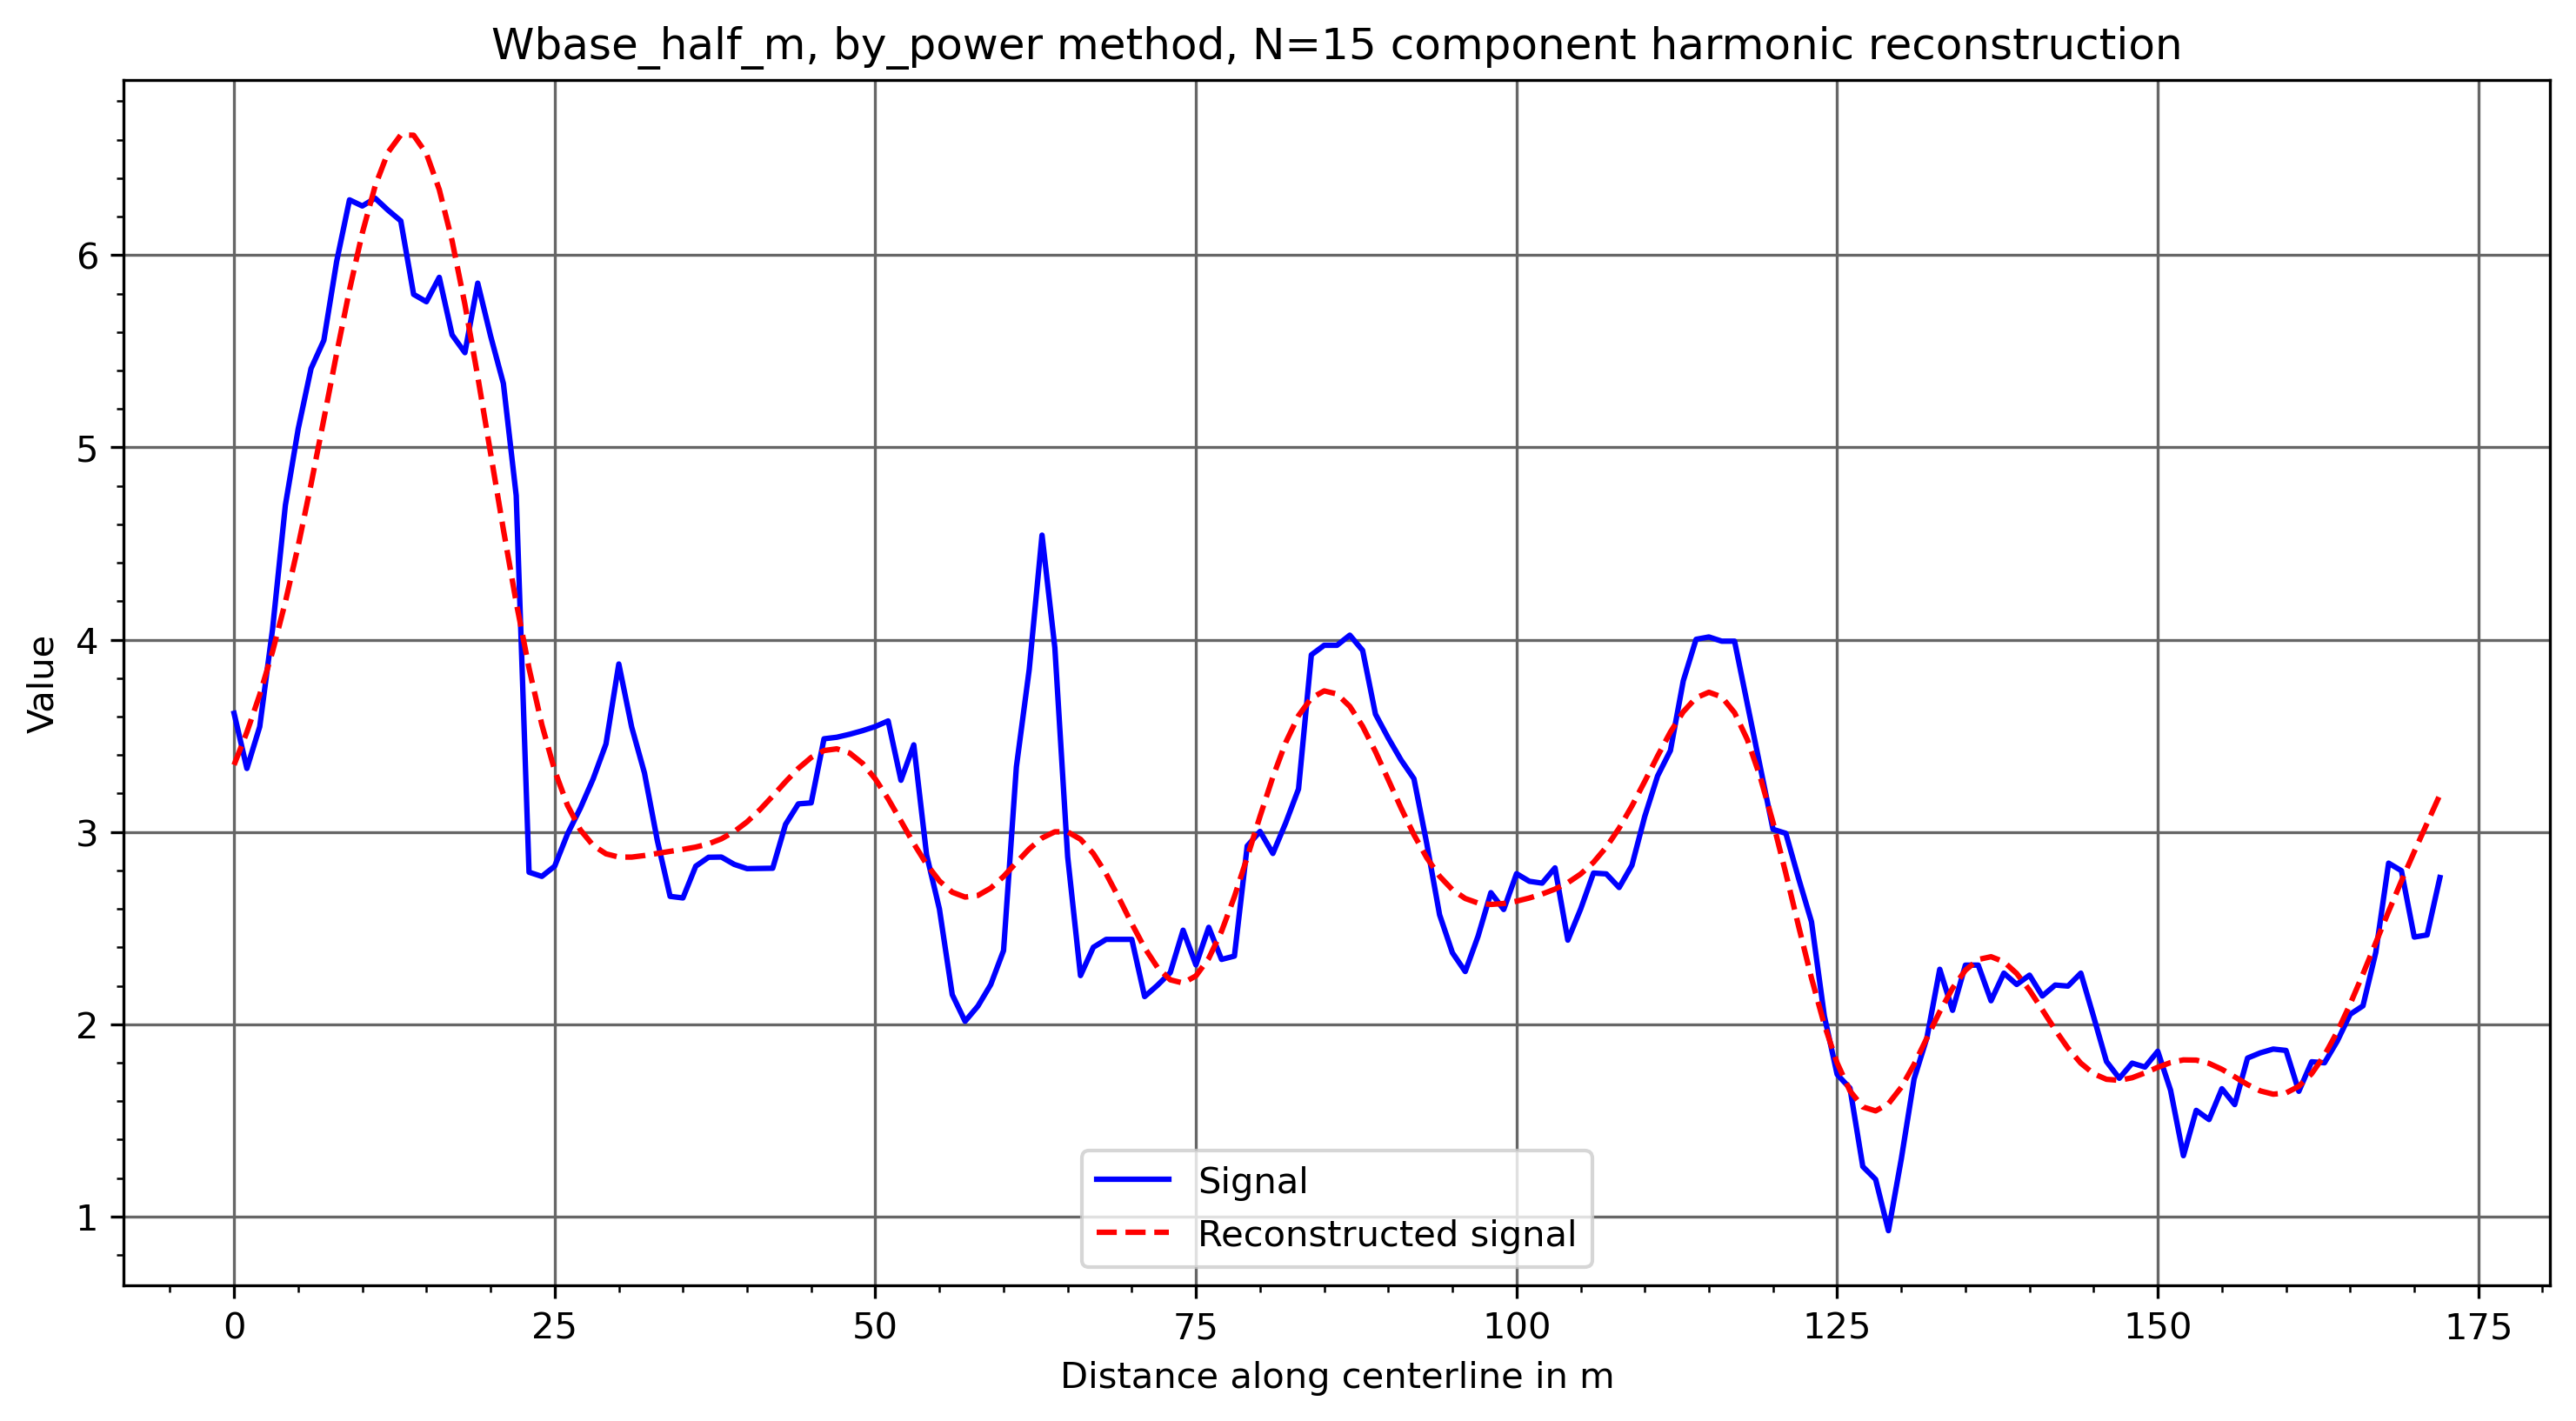 Wbase_half_m, by_power method, N=15 component harmonic reconstruction
Value
6
5
4
3
2
1
Signal
Reconstructed signal
0 25 50 75 100 125 150 175
Distance along centerline in m